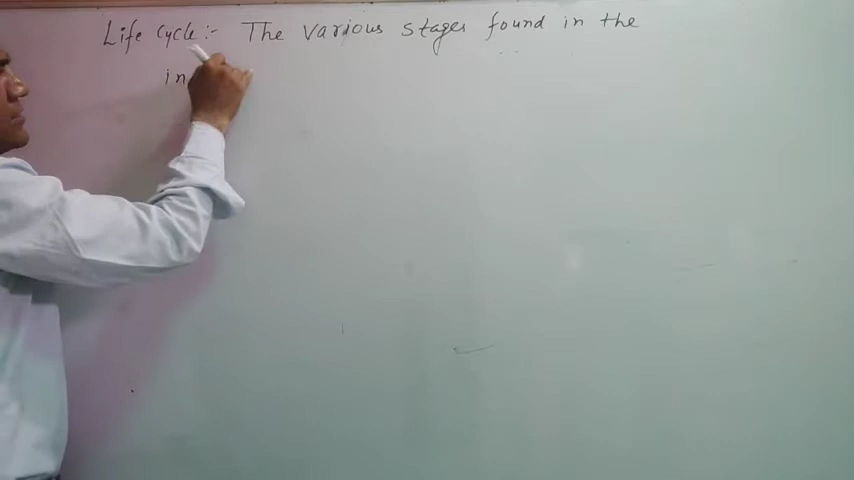 Life Cycle:- The various stages found in the
in